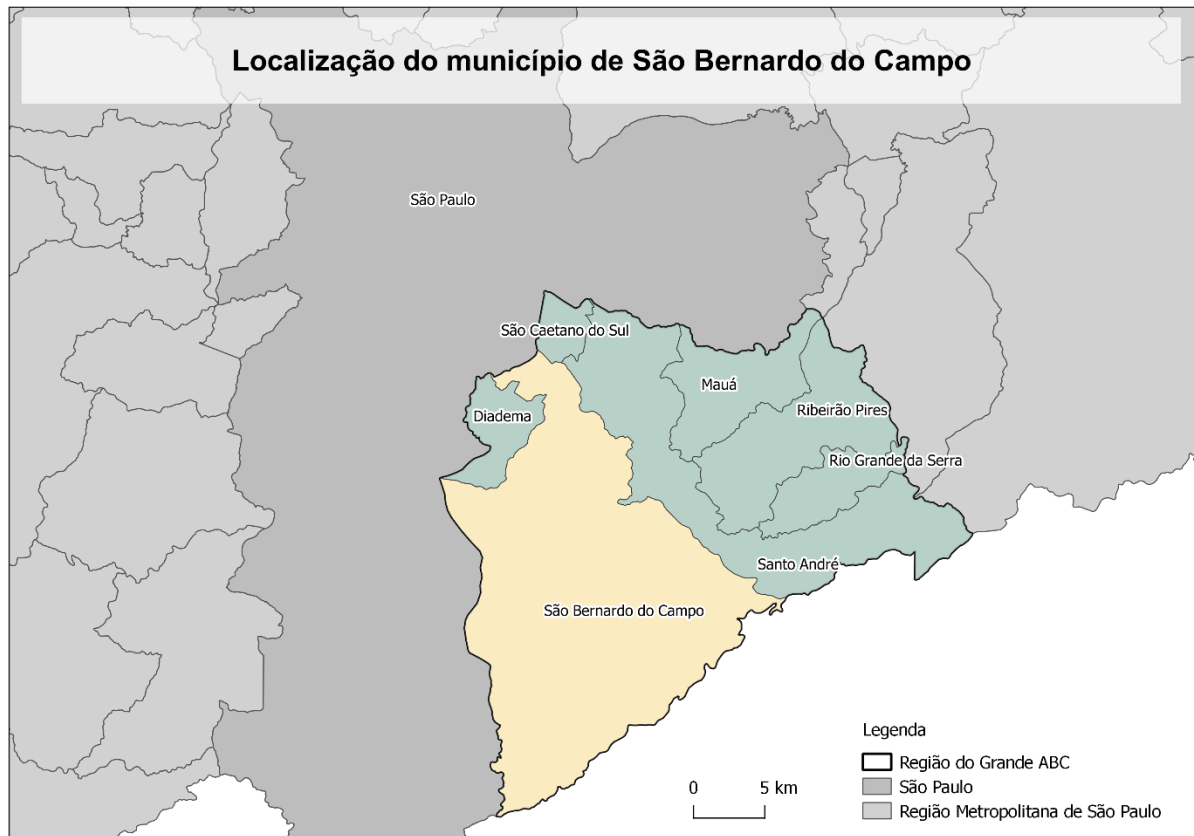 Localização do município de São Bernardo do Campo
São Paulo
São Caetano do Sul
Mauá
Diadema
Ribeirão Pires
Rio Grande da Serra
Santo André
São Bernardo do Campo
Legenda
Região do Grande ABC
São Paulo
Região Metropolitana de São Paulo
0 5 km